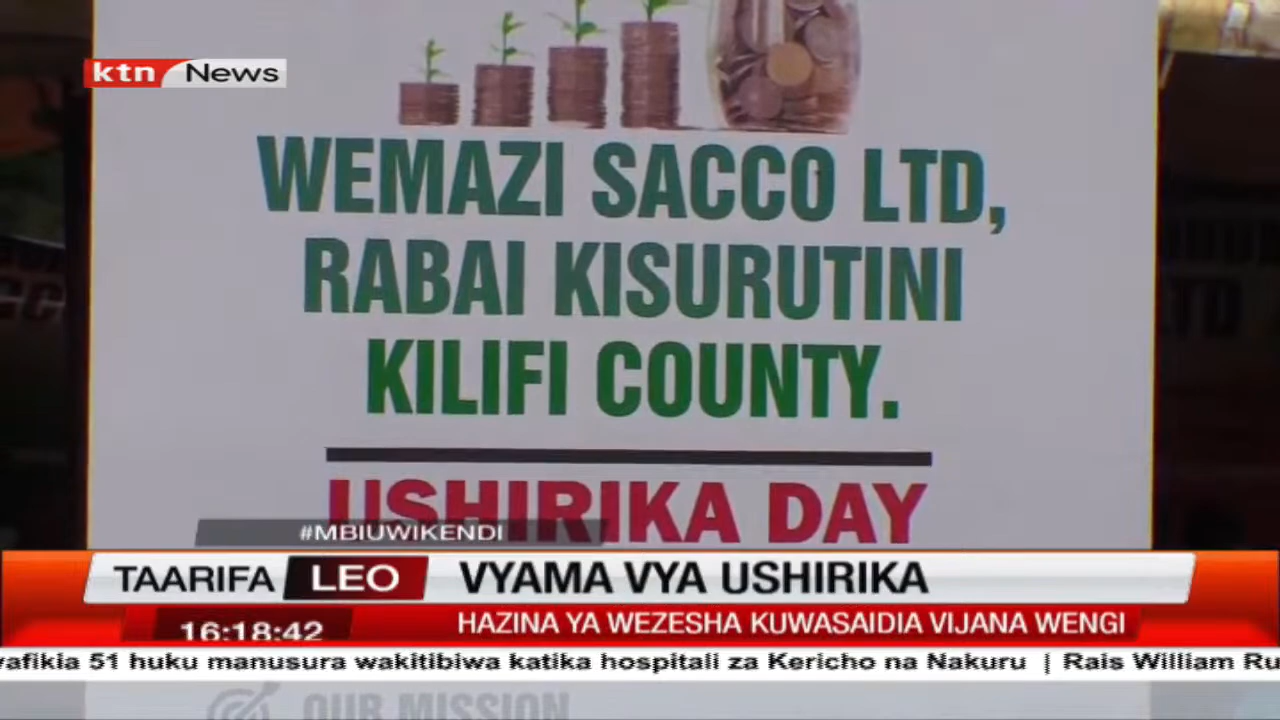 ktn News
WEMAZI SACCO LTD,
RABAI KISURUTINI
KILIFI COUNTY.
USHIRIKA DAY
#MBIUWIKENDI
TAARIFA LEO
VYAMA VYA USHIRIKA
16:18:42
HAZINA YA WEZESHA KUWASAIDIA VIJANA WENGI
51 huku manusura wakitibiwa katika hospitali za Kericho na Nakuru | Rais William
OUR MISSION